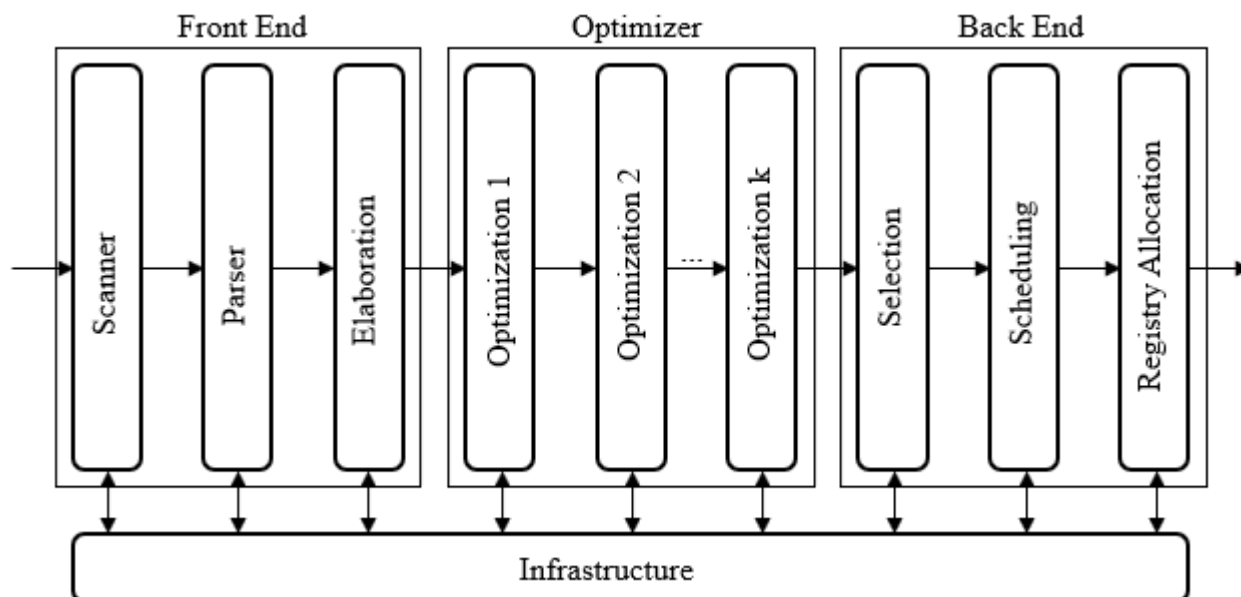 Front End
Optimizer
Back End
Scanner
Parser
Elaboration
Optimization 1
Optimization 2
...
Optimization k
Selection
Scheduling
Registry Allocation
Infrastructure